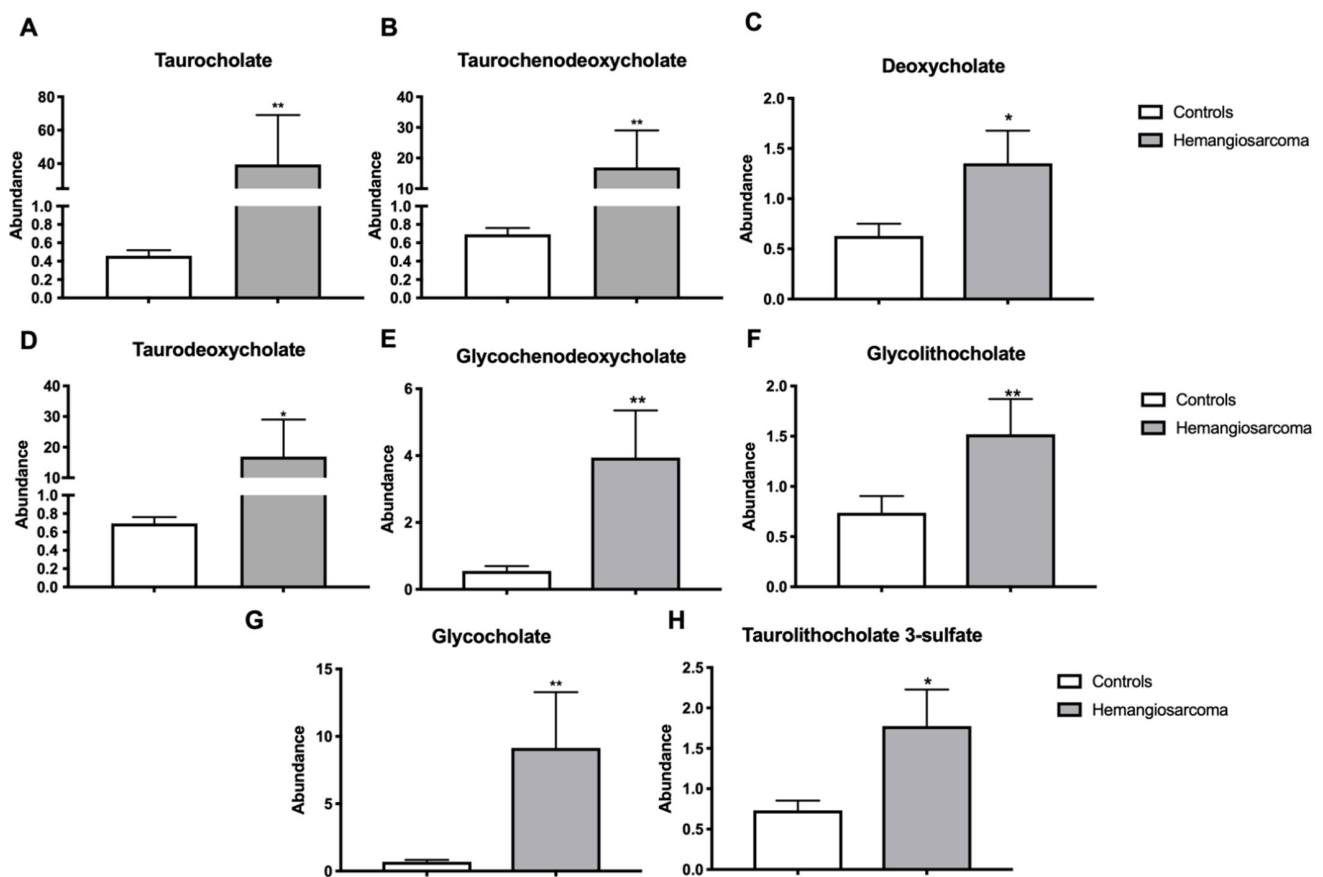 A
Taurocholate
Abundance
80
60
40
1.0
0.8
0.6
0.4
0.2
0.0
**
B
Taurochenodeoxycholate
Abundance
40
30
20
10
1.0
0.8
0.6
0.4
0.2
0.0
**
C
Deoxycholate
Abundance
2.0
1.5
1.0
0.5
0.0
*
Controls
Hemangiosarcoma
D
Taurodeoxycholate
Abundance
40
30
20
10
1.0
0.8
0.6
0.4
0.2
0.0
*
E
Glycochenodeoxycholate
Abundance
6
4
2
0
**
F
Glycolithocholate
Abundance
2.0
1.5
1.0
0.5
0.0
**
Controls
Hemangiosarcoma
G
Glycocholate
Abundance
15
10
5
0
**
H
Taurolithocholate 3-sulfate
Abundance
2.5
2.0
1.5
1.0
0.5
0.0
*
Controls
Hemangiosarcoma